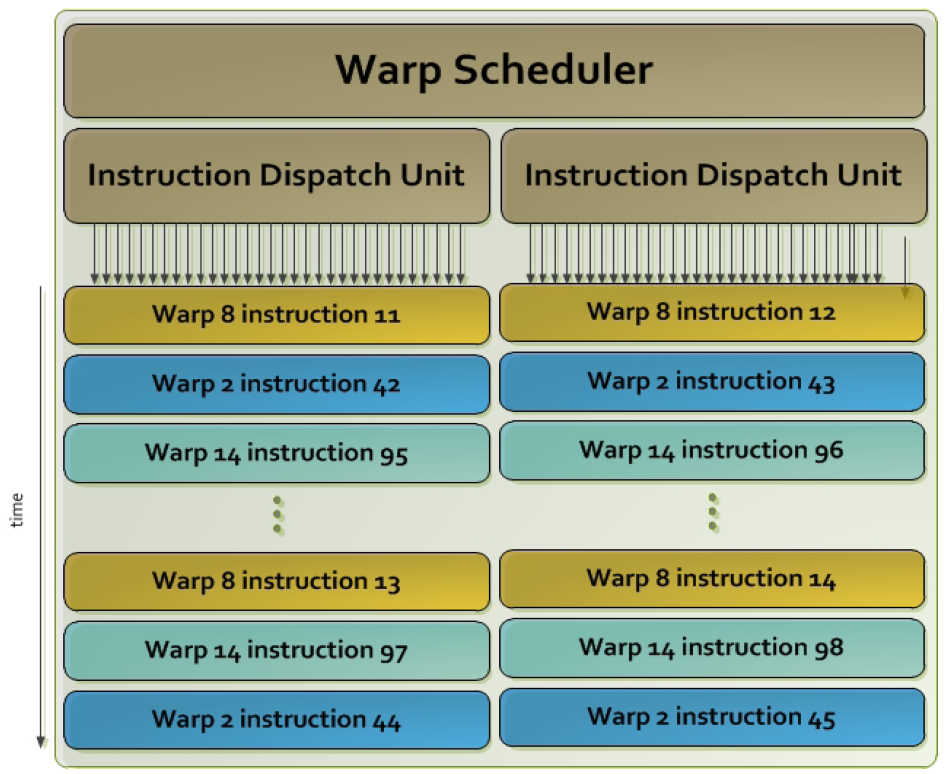 Warp Scheduler
Instruction Dispatch Unit
Instruction Dispatch Unit
Warp 8 instruction 11
Warp 8 instruction 12
Warp 2 instruction 42
Warp 2 instruction 43
Warp 14 instruction 95
Warp 14 instruction 96
time
Warp 8 instruction 13
Warp 8 instruction 14
Warp 14 instruction 97
Warp 14 instruction 98
Warp 2 instruction 44
Warp 2 instruction 45